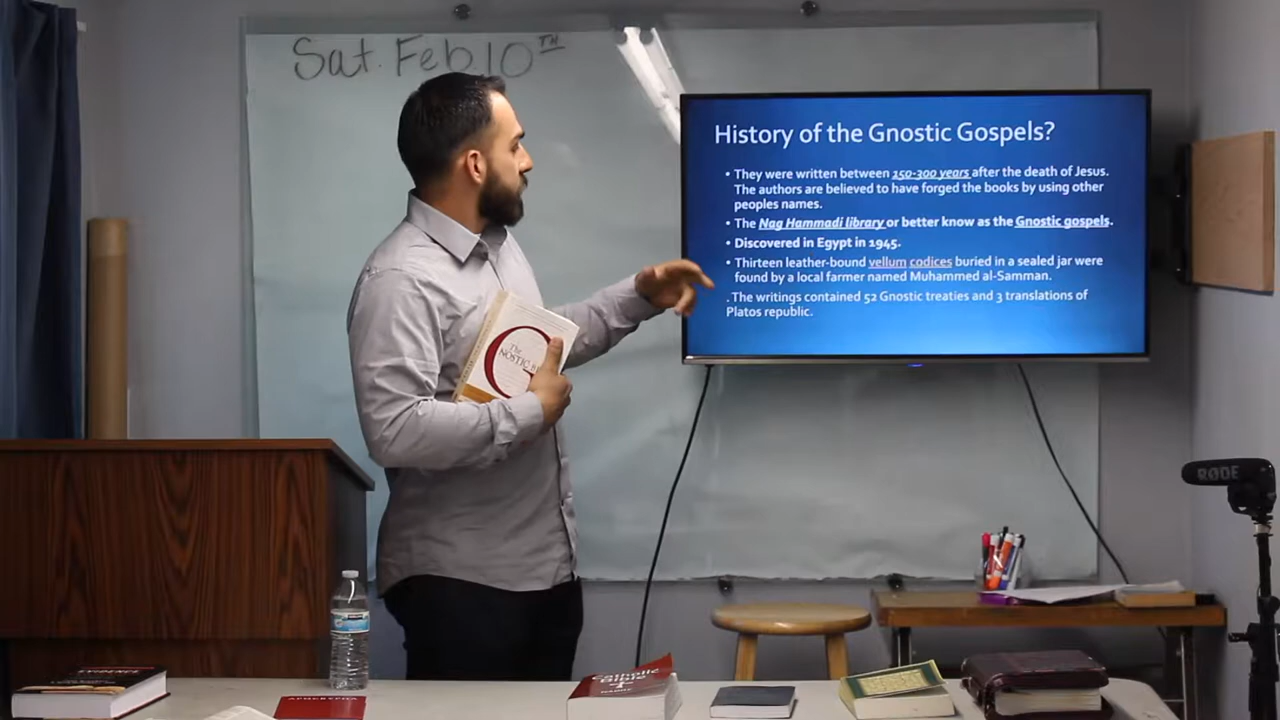 Sat. Feb. 10TH
History of the Gnostic Gospels?
• They were written between 150-300 years after the death of Jesus.
The authors are believed to have forged the books by using other
peoples names.
• The Nag Hammadi library or better know as the Gnostic gospels.
• Discovered in Egypt in 1945.
• Thirteen leather-bound vellum codices buried in a sealed jar were
found by a local farmer named Muhammed al-Samman.
. The writings contained 52 Gnostic treaties and 3 translations of
Platos republic.
The
GNOSTIC B
RØDE
EVIDENCE
APOCRYPHA
Catholic